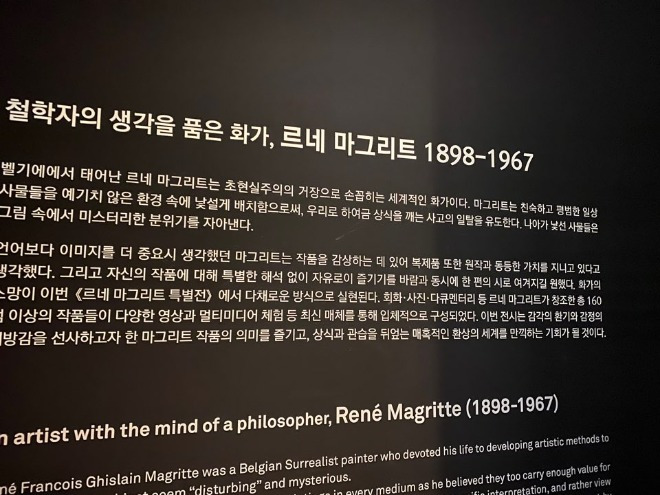 철학자의 생각을 품은 화가, 르네 마그리트 1898-1967
벨기에에서 태어난 르네 마그리트는 초현실주의의 거장으로 손꼽히는 세계적인 화가이다. 마그리트는 친숙하고 평범한 일상
사물들을 예기치 않은 환경 속에 낯설게 배치함으로써, 우리로 하여금 상식을 깨는 사고의 일탈을 유도한다. 나아가 낯선 사물들은
그림 속에서 미스터리한 분위기를 자아낸다.
언어보다 이미지를 더 중요시 생각했던 마그리트는 작품을 감상하는 데 있어 복제품 또한 원작과 동등한 가치를 지니고 있다고
생각했다. 그리고 자신의 작품에 대해 특별한 해석 없이 자유로이 즐기기를 바람과 동시에 한 편의 시로 여겨지길 원했다. 화가의
소망이 이번 《르네 마그리트 특별전》에서 다채로운 방식으로 실현된다. 회화·사진·다큐멘터리 등 르네 마그리트가 창조한 총 160
이상의 작품들이 다양한 영상과 멀티미디어 체험 등 최신 매체를 통해 입체적으로 구성되었다. 이번 전시는 감각의 환기와 감정의
해방감을 선사하고자 한 마그리트 작품의 의미를 즐기고, 상식과 관습을 뒤엎는 매혹적인 환상의 세계를 만끽하는 기회가 될 것이다.
n artist with the mind of a philosopher, René Magritte (1898-1967)
né Francois Ghislain Magritte was a Belgian Surrealist painter who devoted his life to developing artistic methods to
seem "disturbing" and mysterious.
in every medium as he believed they too carry enough value for
interpretation, and rather view